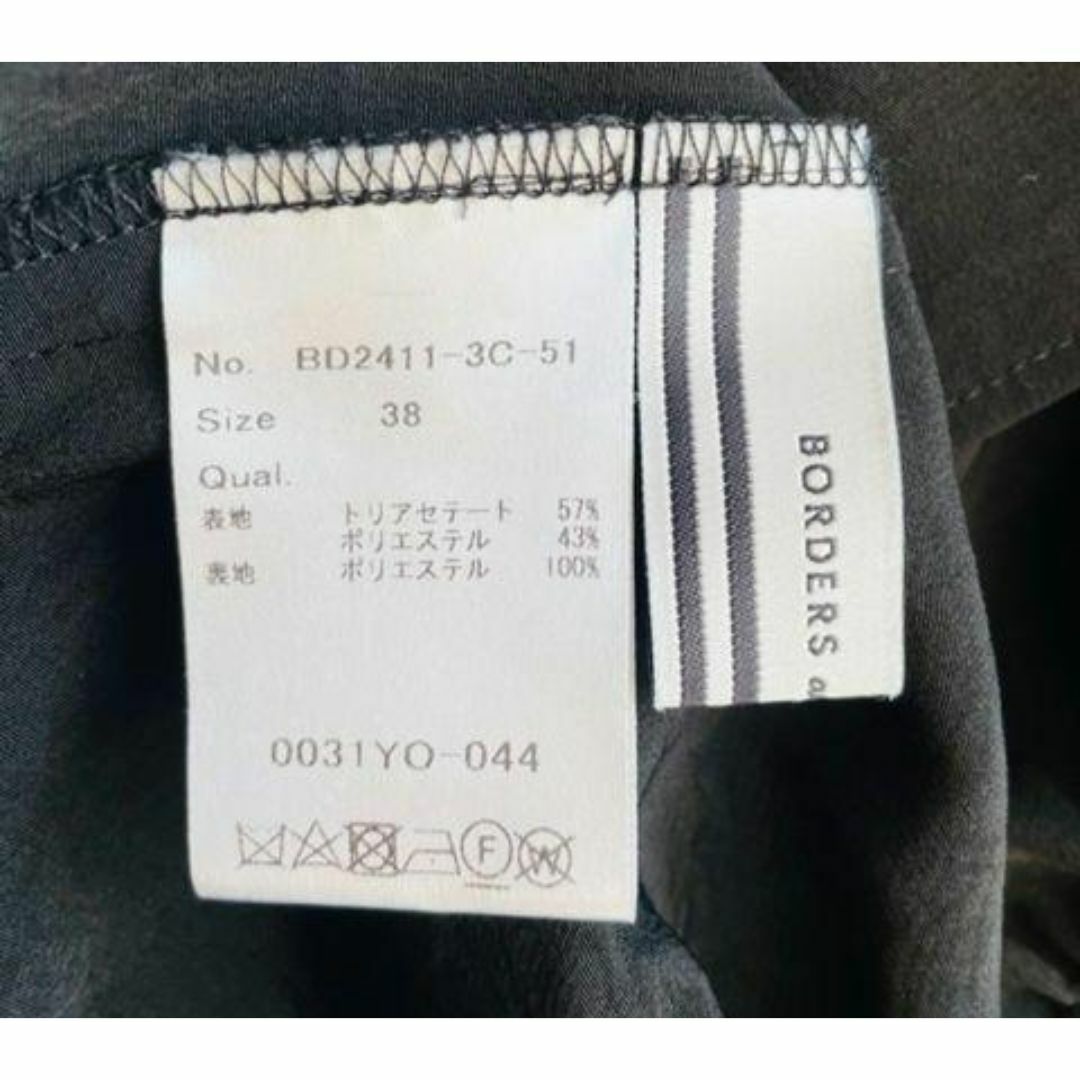 No. BD2411-3C-51
Size 38
Qual.
表地 トリアセテート 57%
ポリエステル 43%
裏地 ポリエステル 100%
0031YO-044
F W
BORDERS a